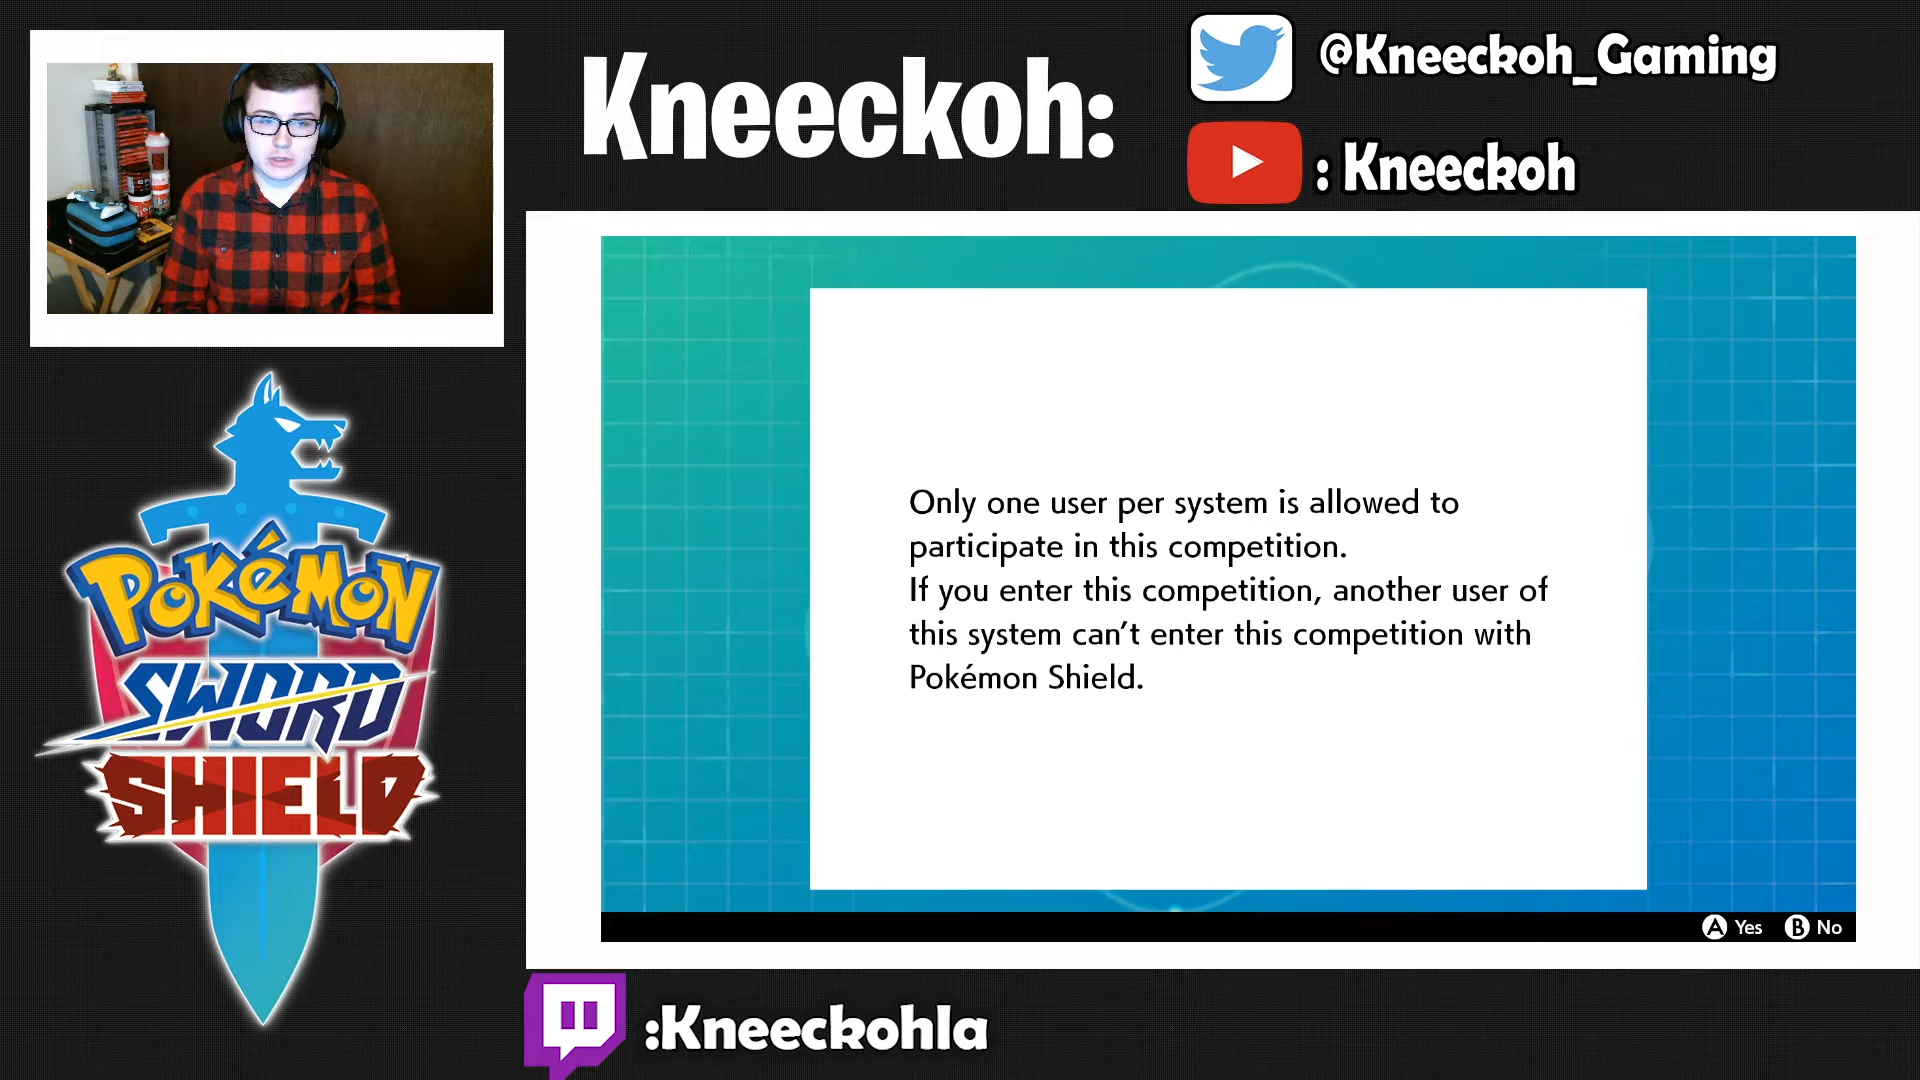 Kneeckoh:
@Kneeckoh_Gaming
: Kneeckoh
POKéMON
SWORD
SHIELD
Only one user per system is allowed to
participate in this competition.
If you enter this competition, another user of
this system can't enter this competition with
Pokémon Shield.
A Yes B No
:Kneeckohla